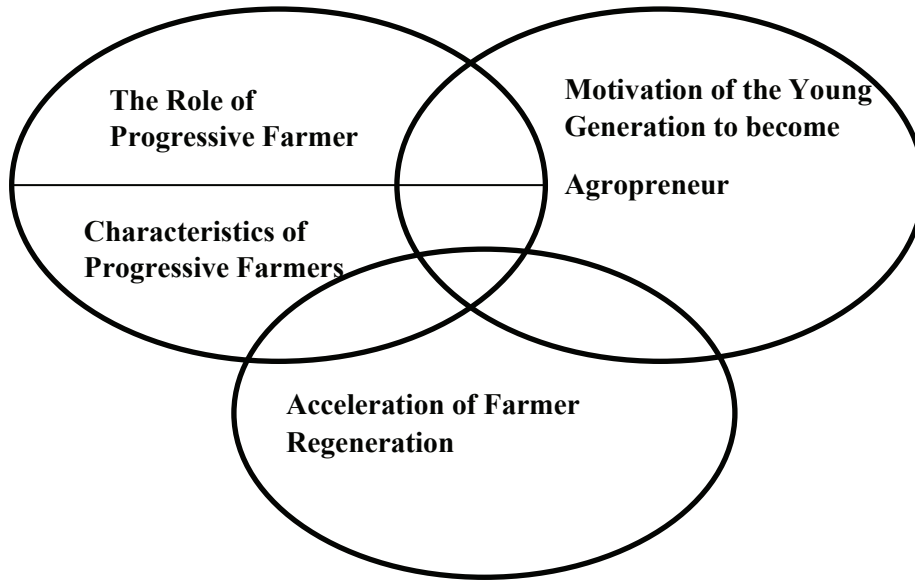 The Role of
Progressive Farmer
Motivation of the Young
Generation to become
Agropreneur
Characteristics of
Progressive Farmers
Acceleration of Farmer
Regeneration